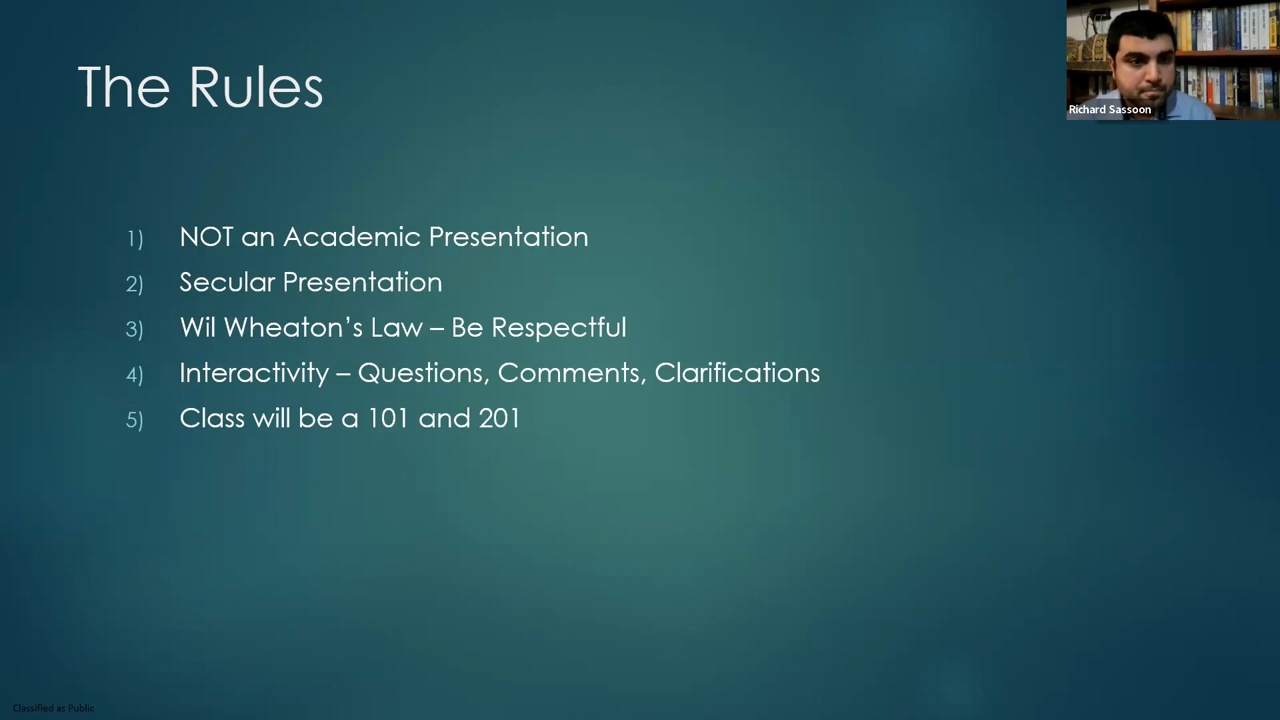 The Rules
Richard Sassoon
1) NOT an Academic Presentation
2) Secular Presentation
3) Wil Wheaton’s Law – Be Respectful
4) Interactivity – Questions, Comments, Clarifications
5) Class will be a 101 and 201
Classified as Public